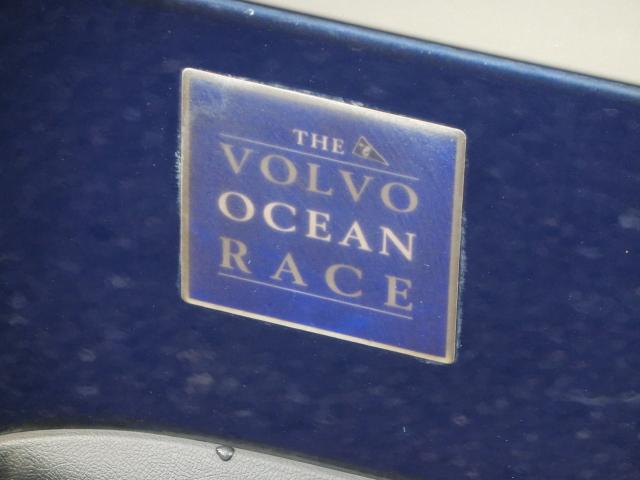 THE
VOLVO
OCEAN
RACE